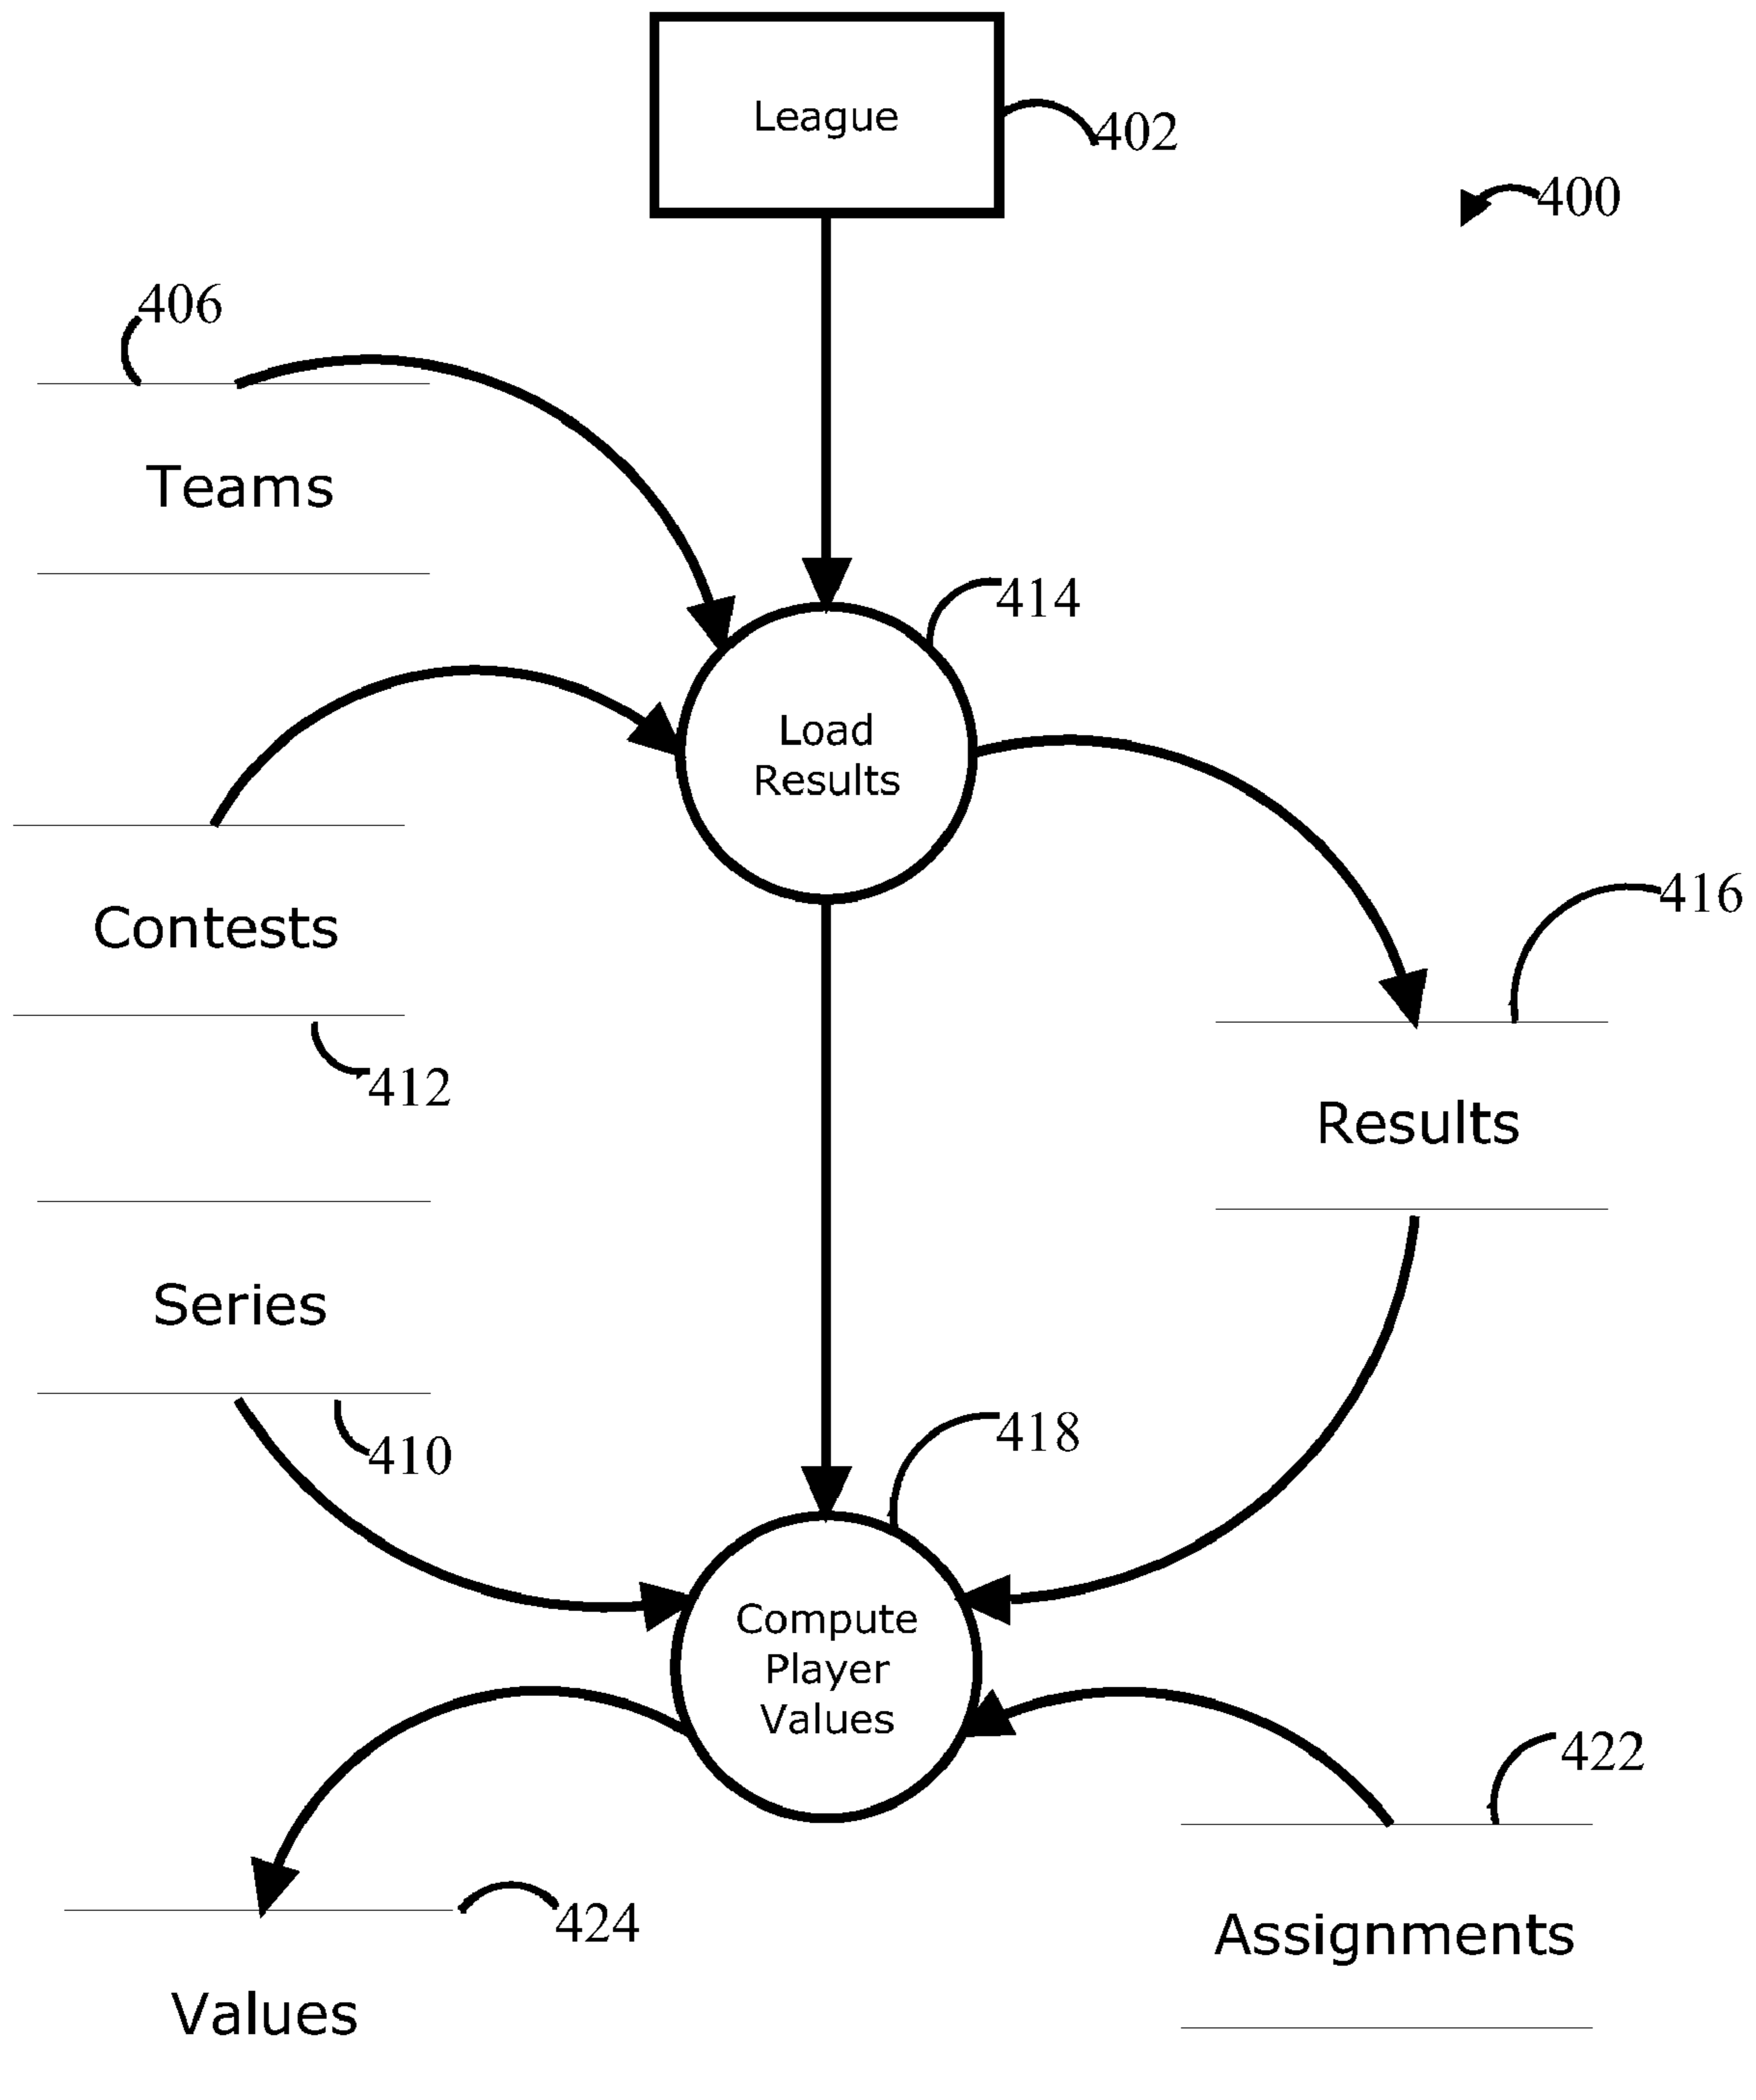 League
402
400
406
Teams
414
Load
Results
416
Contests
412
Results
Series
410
418
Compute
Player
Values
422
424
Assignments
Values